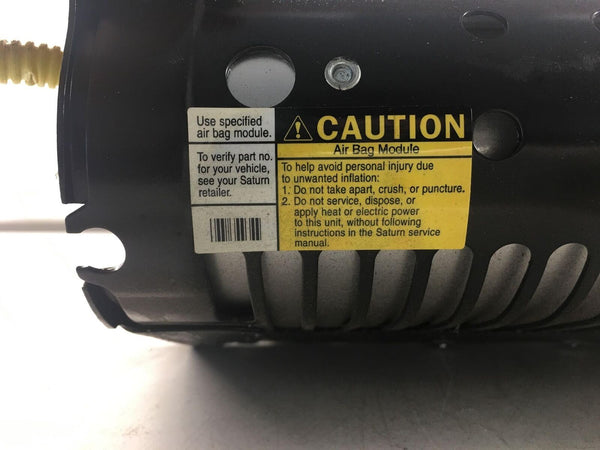 Use specified
air bag module.
To verify part no.
for your vehicle,
see your Saturn
retailer.
CAUTION
Air Bag Module
To help avoid personal injury due
to unwanted inflation:
1. Do not take apart, crush, or puncture.
2. Do not service, dispose, or
apply heat or electric power
to this unit, without following
instructions in the Saturn service
manual.